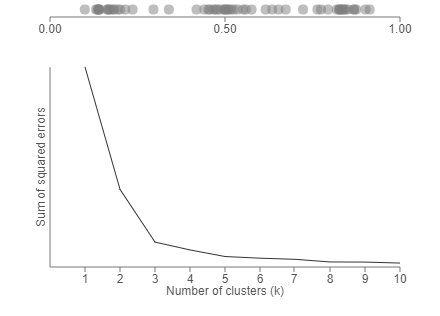 0.00 0.50 1.00
Sum of squared errors
1 2 3 4 5 6 7 8 9 10
Number of clusters (k)